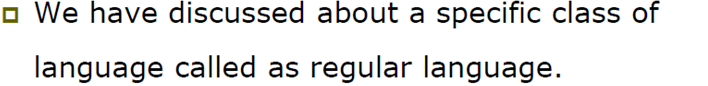 We have discussed about a specific class of
language called as regular language.